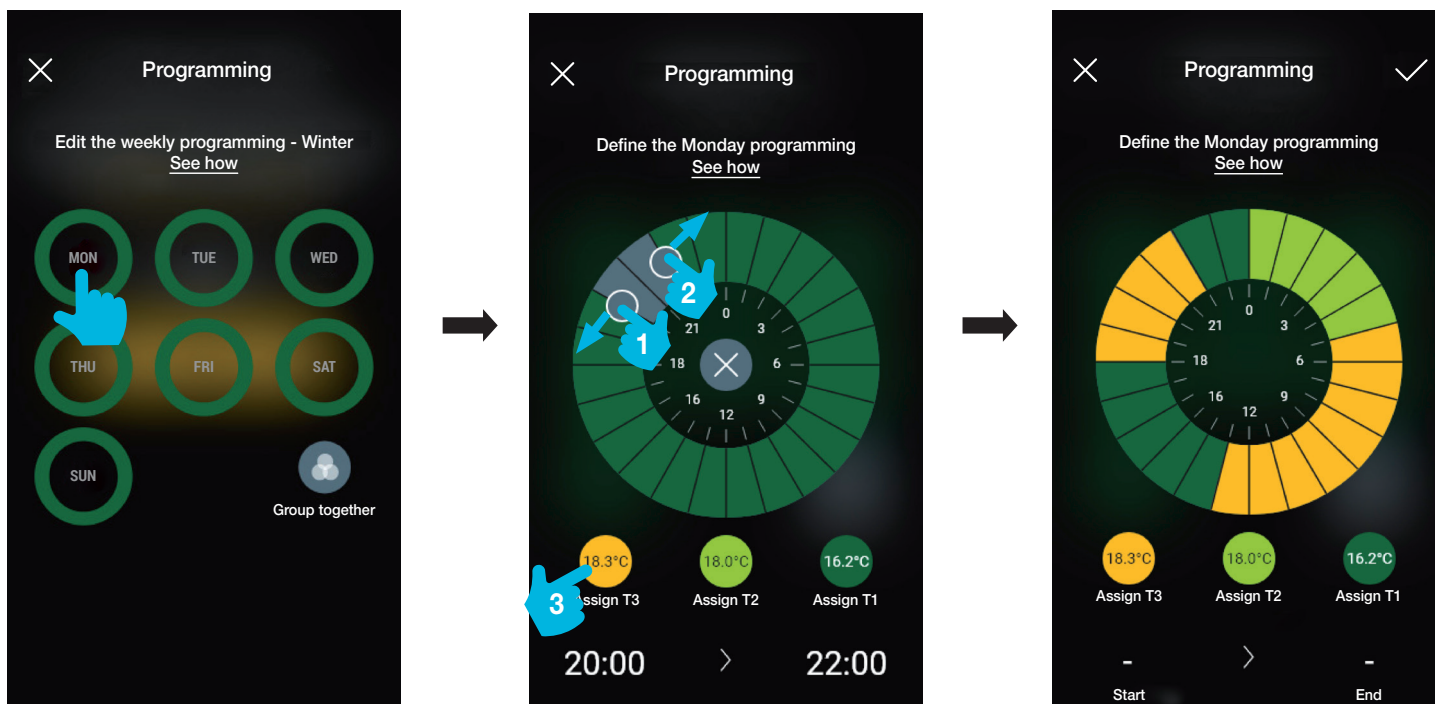 Programming
Edit the weekly programming - Winter
See how
MON
TUE
WED
THU
FRI
SAT
SUN
Group together
Programming
Define the Monday programming
See how
2
1
0
3
6
9
12
16
18
21
18.3°C
18.0°C
16.2°C
3
ssign T3
Assign T2
Assign T1
20:00
22:00
Programming
Define the Monday programming
See how
0
3
6
9
12
16
18
21
18.3°C
18.0°C
16.2°C
Assign T3
Assign T2
Assign T1
- -
Start
End